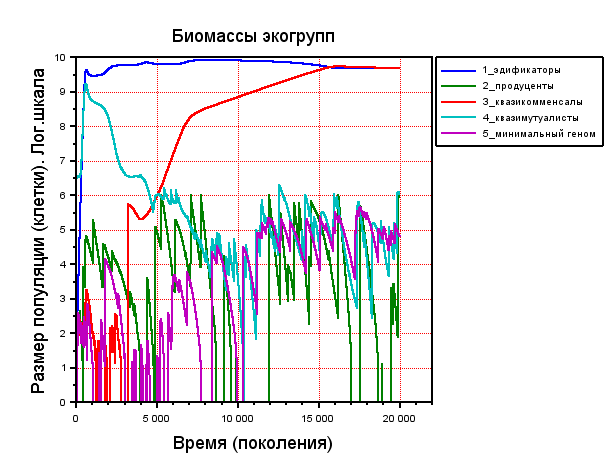 Биомассы экогрупп
Размер популяции (клетки). Лог.шкала
10
9
8
7
6
5
4
3
2
1
0
0
5 000
10 000
15 000
20 000
Время (поколения)
1_эдификаторы
2_продуценты
3_квазикомменсалы
4_квазимутуалисты
5_минимальный геном